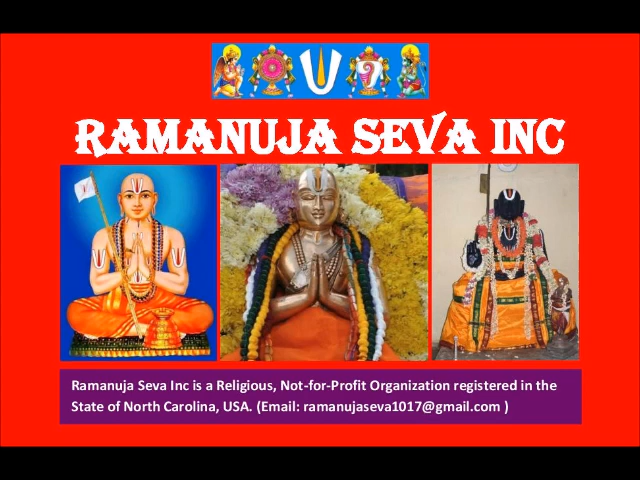 RAMANUJA SEVA INC
Ramanuja Seva Inc is a Religious, Not-for-Profit Organization registered in the
State of North Carolina, USA. (Email: ramanujaseva1017@gmail.com )